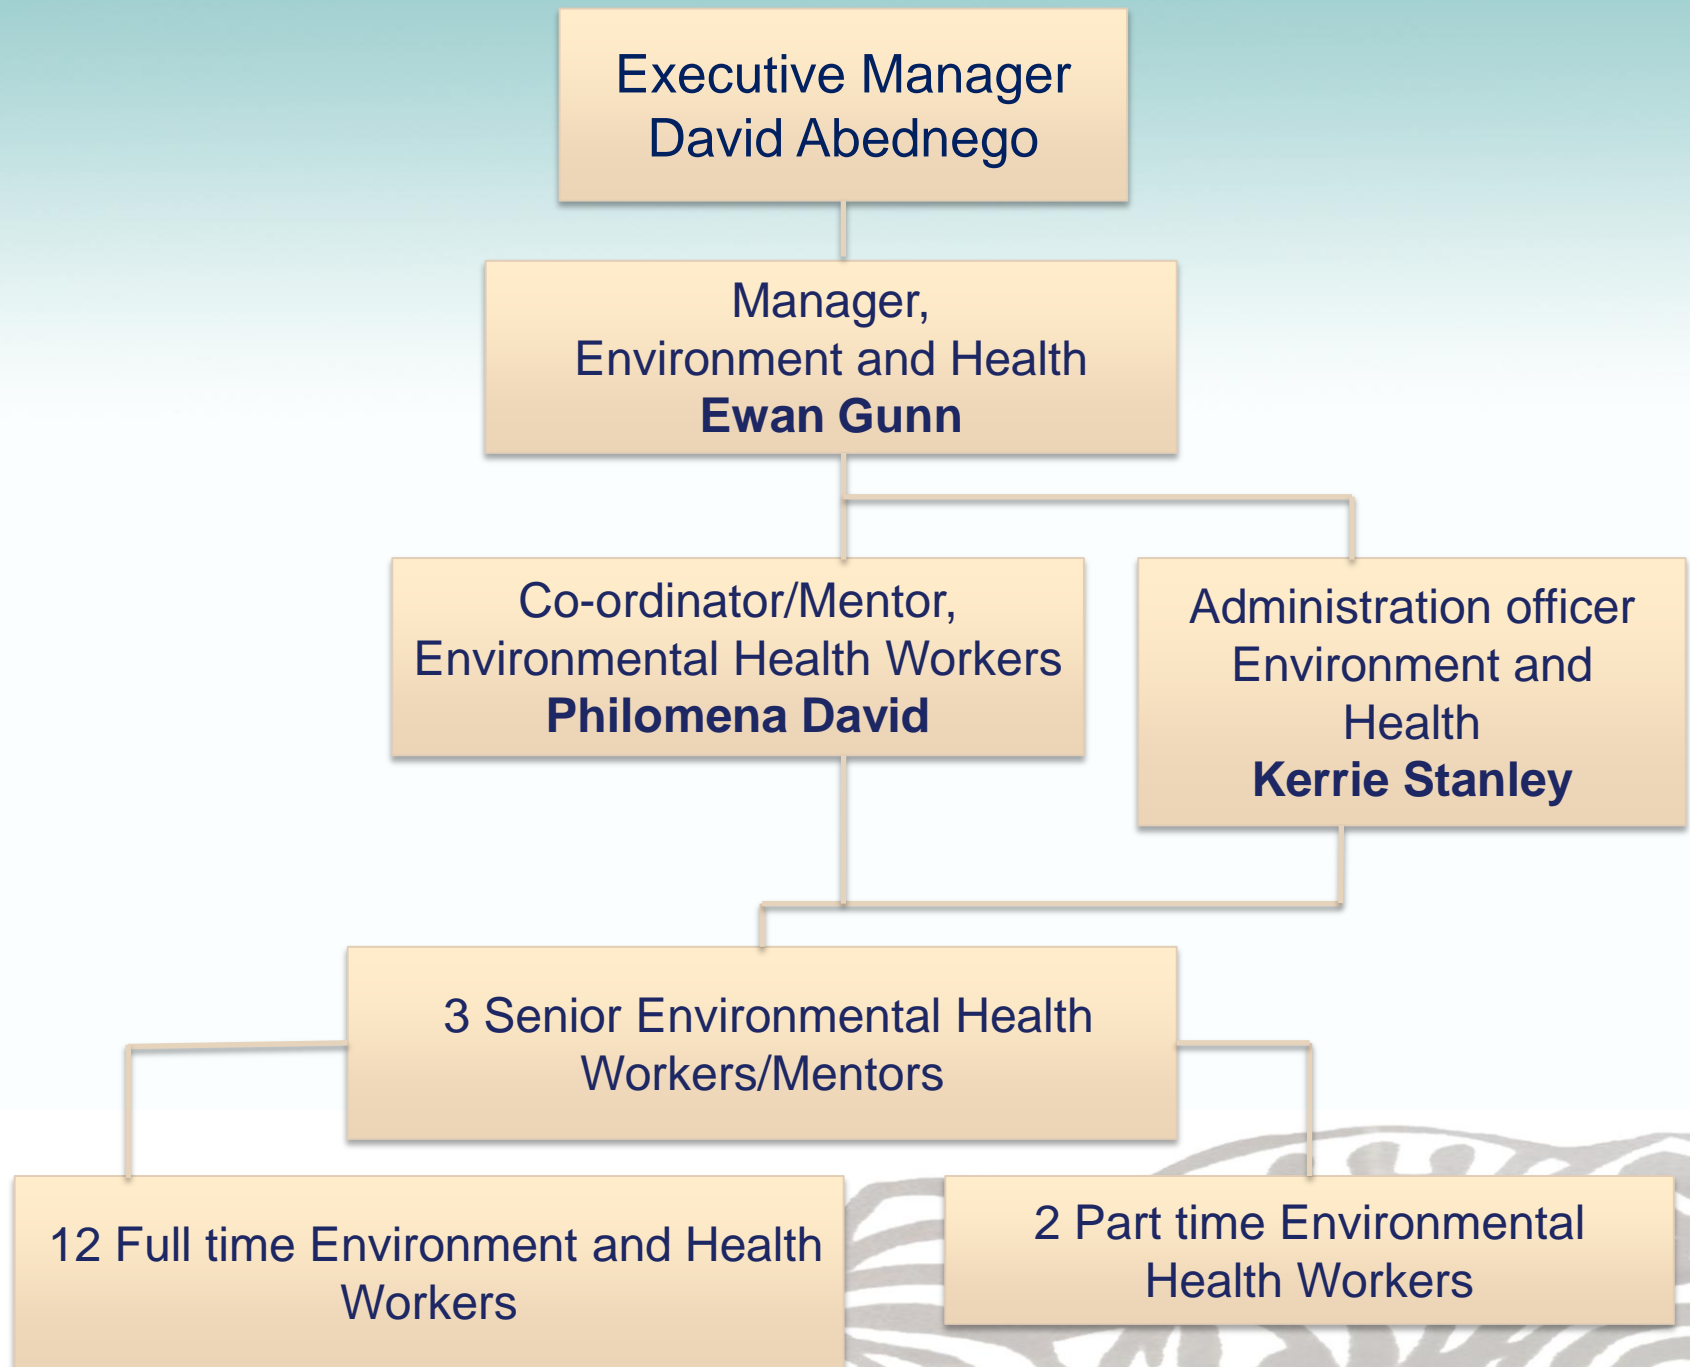 Executive Manager
David Abednego
Manager,
Environment and Health
Ewan Gunn
Co-ordinator/Mentor,
Environmental Health Workers
Philomena David
Administration officer
Environment and
Health
Kerrie Stanley
3 Senior Environmental Health
Workers/Mentors
12 Full time Environment and Health
Workers
2 Part time Environmental
Health Workers